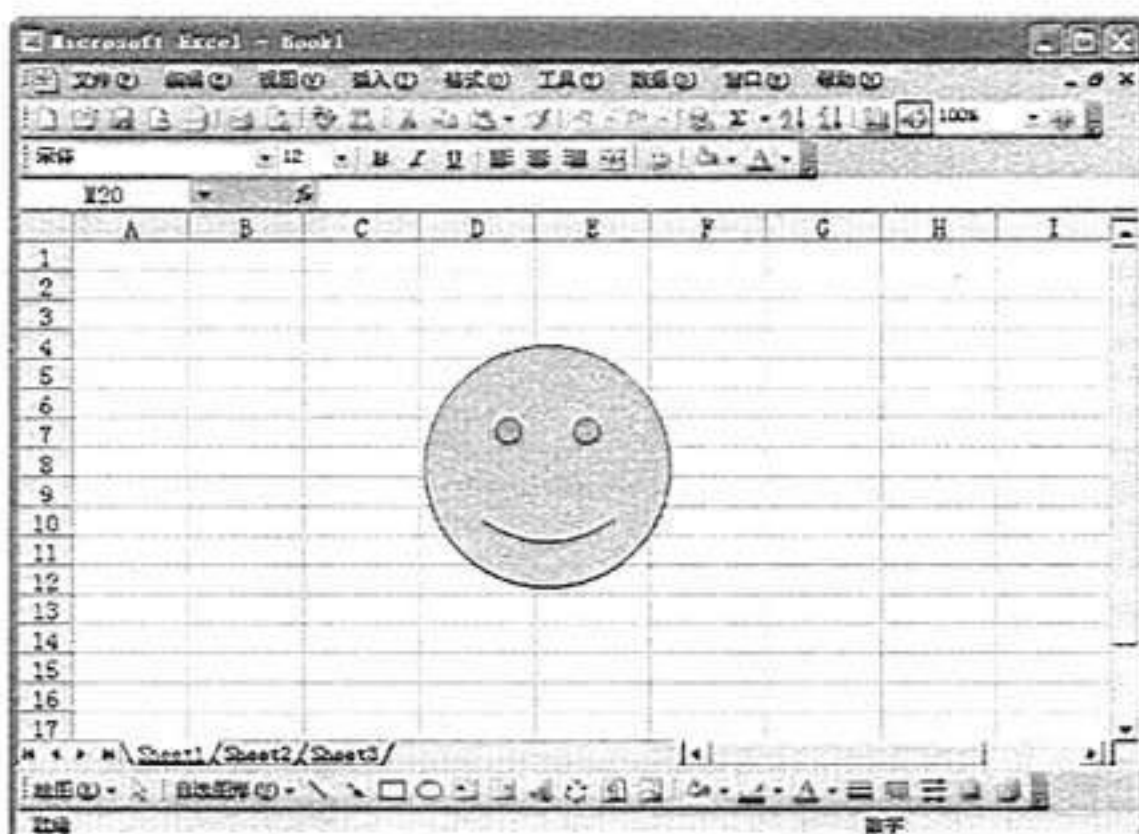 Microsoft Excel - Book1
文件(F) 编辑(E) 视图(V) 插入(I) 格式(O) 工具(T) 数据(D) 窗口(W) 帮助(H)
Σ 100%
宋体 12 B I U A
M20 fx
A B C D E F G H I
1
2
3
4
5
6
7
8
9
10
11
12
13
14
15
16
17
Sheet1 Sheet2 Sheet3
绘图(R) 自选图形(U) A
就绪 数字